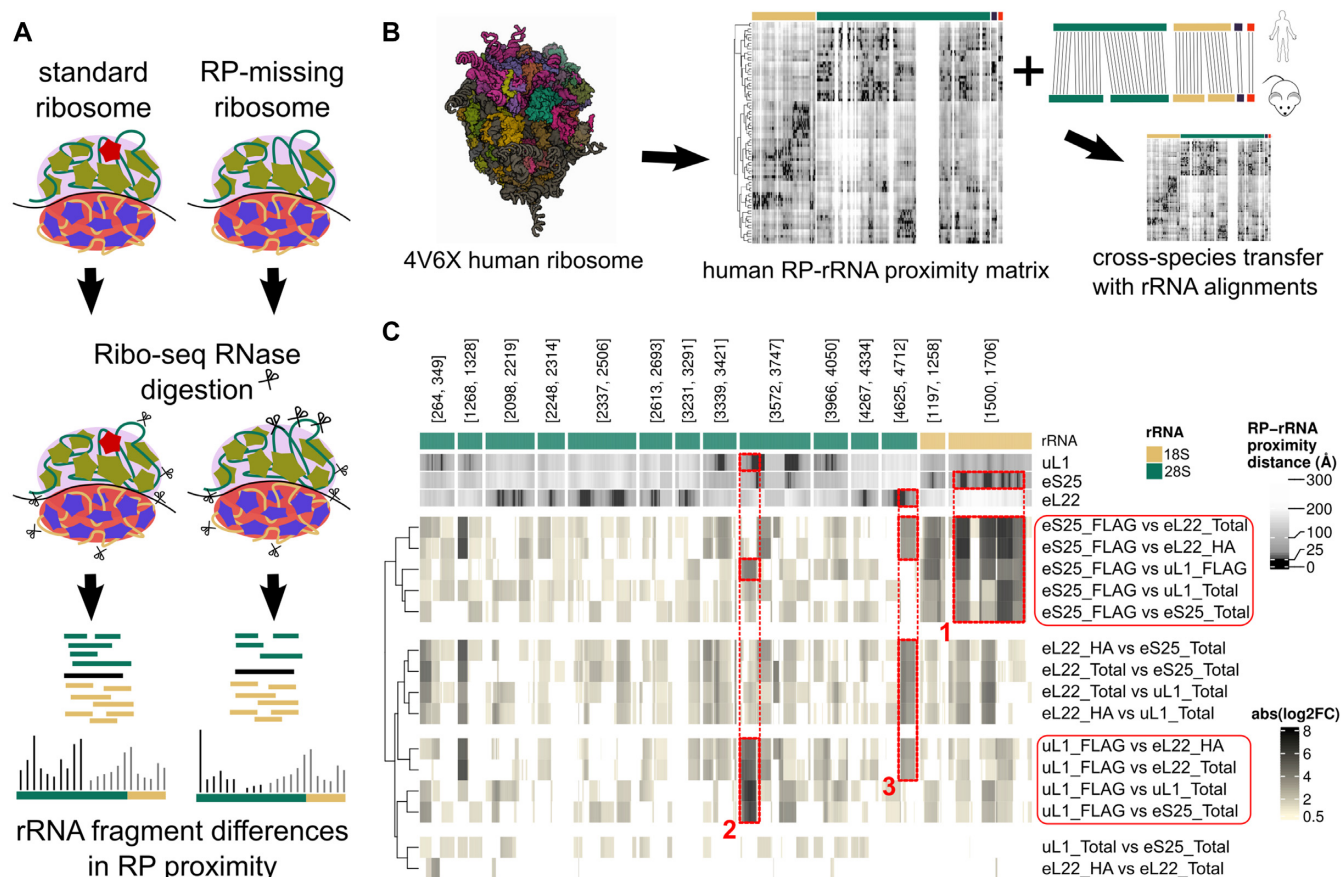 A
standard
ribosome
RP-missing
ribosome
Ribo-seq RNase
digestion
rRNA fragment differences
in RP proximity
B
4V6X human ribosome
human RP-rRNA proximity matrix
+
cross-species transfer
with rRNA alignments
C
[264, 349]
[1268, 1328]
[2098, 2219]
[2248, 2314]
[2337, 2506]
[2613, 2693]
[3231, 3291]
[3339, 3421]
[3572, 3747]
[3966, 4050]
[4267, 4334]
[4625, 4712]
[1197, 1258]
[1500, 1706]
rRNA
uL1
eS25
eL22
eS25_FLAG vs eL22_Total
eS25_FLAG vs eL22_HA
eS25_FLAG vs uL1_FLAG
eS25_FLAG vs uL1_Total
eS25_FLAG vs eS25_Total
1
eL22_HA vs eS25_Total
eL22_Total vs eS25_Total
eL22_Total vs uL1_Total
eL22_HA vs uL1_Total
uL1_FLAG vs eL22_HA
uL1_FLAG vs eL22_Total
uL1_FLAG vs uL1_Total
uL1_FLAG vs eS25_Total
3
2
uL1_Total vs eS25_Total
eL22_HA vs eL22_Total
rRNA
18S
28S
RP−rRNA
proximity
distance (Å)
300
200
100
25
0
abs(log2FC)
8
6
4
2
0.5